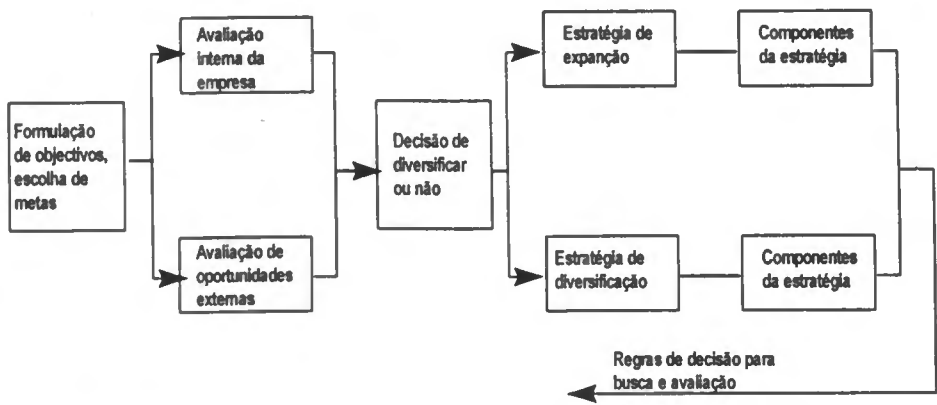 Formulação
de objectivos,
escolha de
metas
Avaliação
interna da
empresa
Avaliação de
oportunidades
externas
Decisão de
diversificar
ou não
Estratégia de
expanção
Componentes
da estratégia
Estratégia de
diversificação
Componentes
da estratégia
Regras de decisão para
busca e avaliação